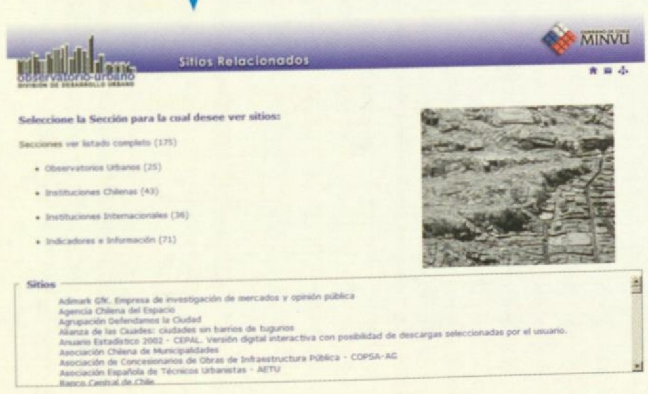 GOBIERNO DE CHILE
MINVU
observatorio-urbano
DIVISIÓN DE DESARROLLO URBANO
Sitios Relacionados
Seleccione la Sección para la cual desee ver sitios:
Secciones ver listado completo (175)
Observatorios Urbanos (25)
Instituciones Chilenas (43)
Instituciones Internacionales (36)
Indicadores e Información (71)
Sitios
Adimark GfK. Empresa de investigación de mercados y opinión pública
Agencia Chilena del Espacio
Agrupación Defendamos la Ciudad
Alianza de las Ciuades: ciudades sin barrios de tugurios
Anuario Estadístico 2002 - CEPAL. Versión digital interactiva con posibilidad de descargas seleccionadas por el usuario.
Asociación Chilena de Municipalidades
Asociación de Concesionarios de Obras de Infraestructura Pública - COPSA-AG
Asociación Española de Técnicos Urbanistas - AETU
Banco Central de Chile